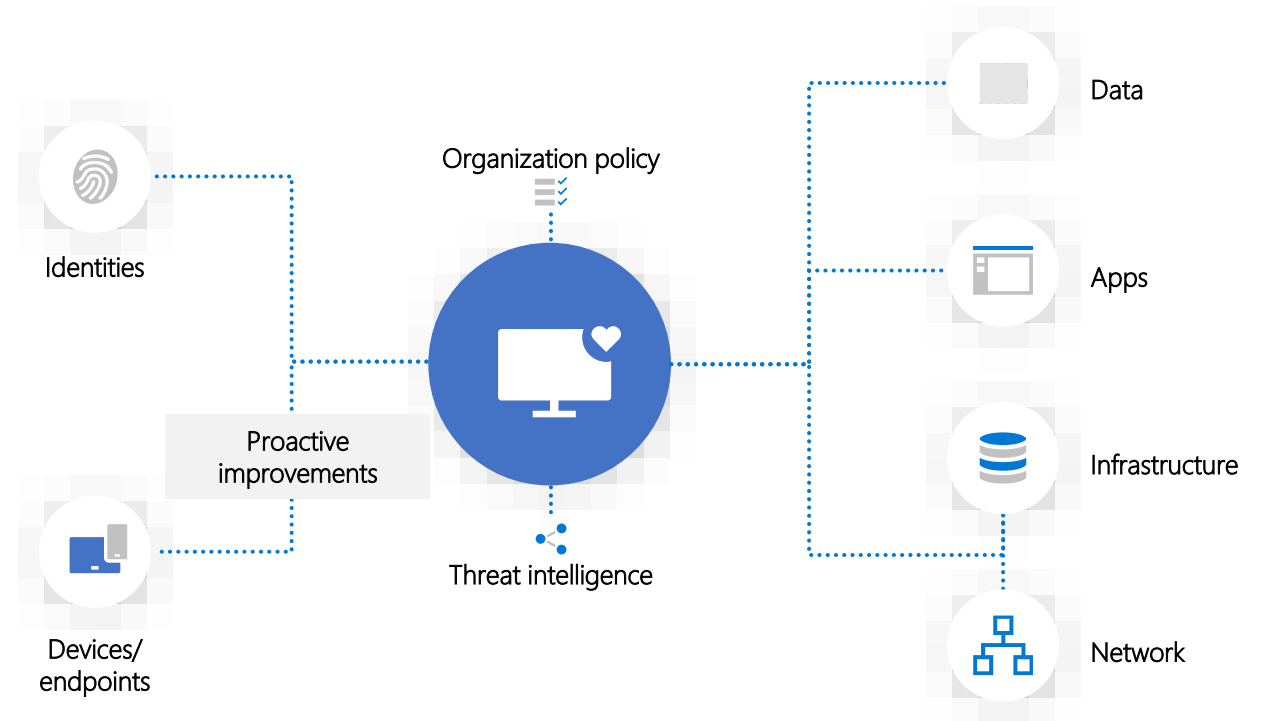 Data
Organization policy
Identities
Apps
Proactive
improvements
Infrastructure
Threat intelligence
Devices/
endpoints
Network